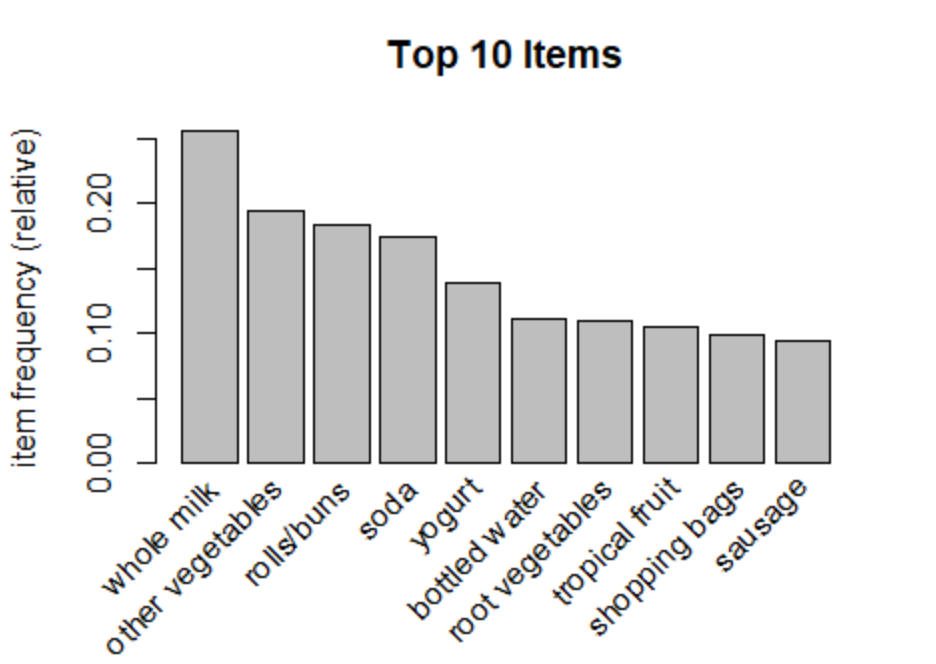 Top 10 Items
item frequency (relative)
0.20
0.10
0.00
whole milk
other vegetables
rolls/buns
soda
yogurt
bottled water
root vegetables
tropical fruit
shopping bags
sausage